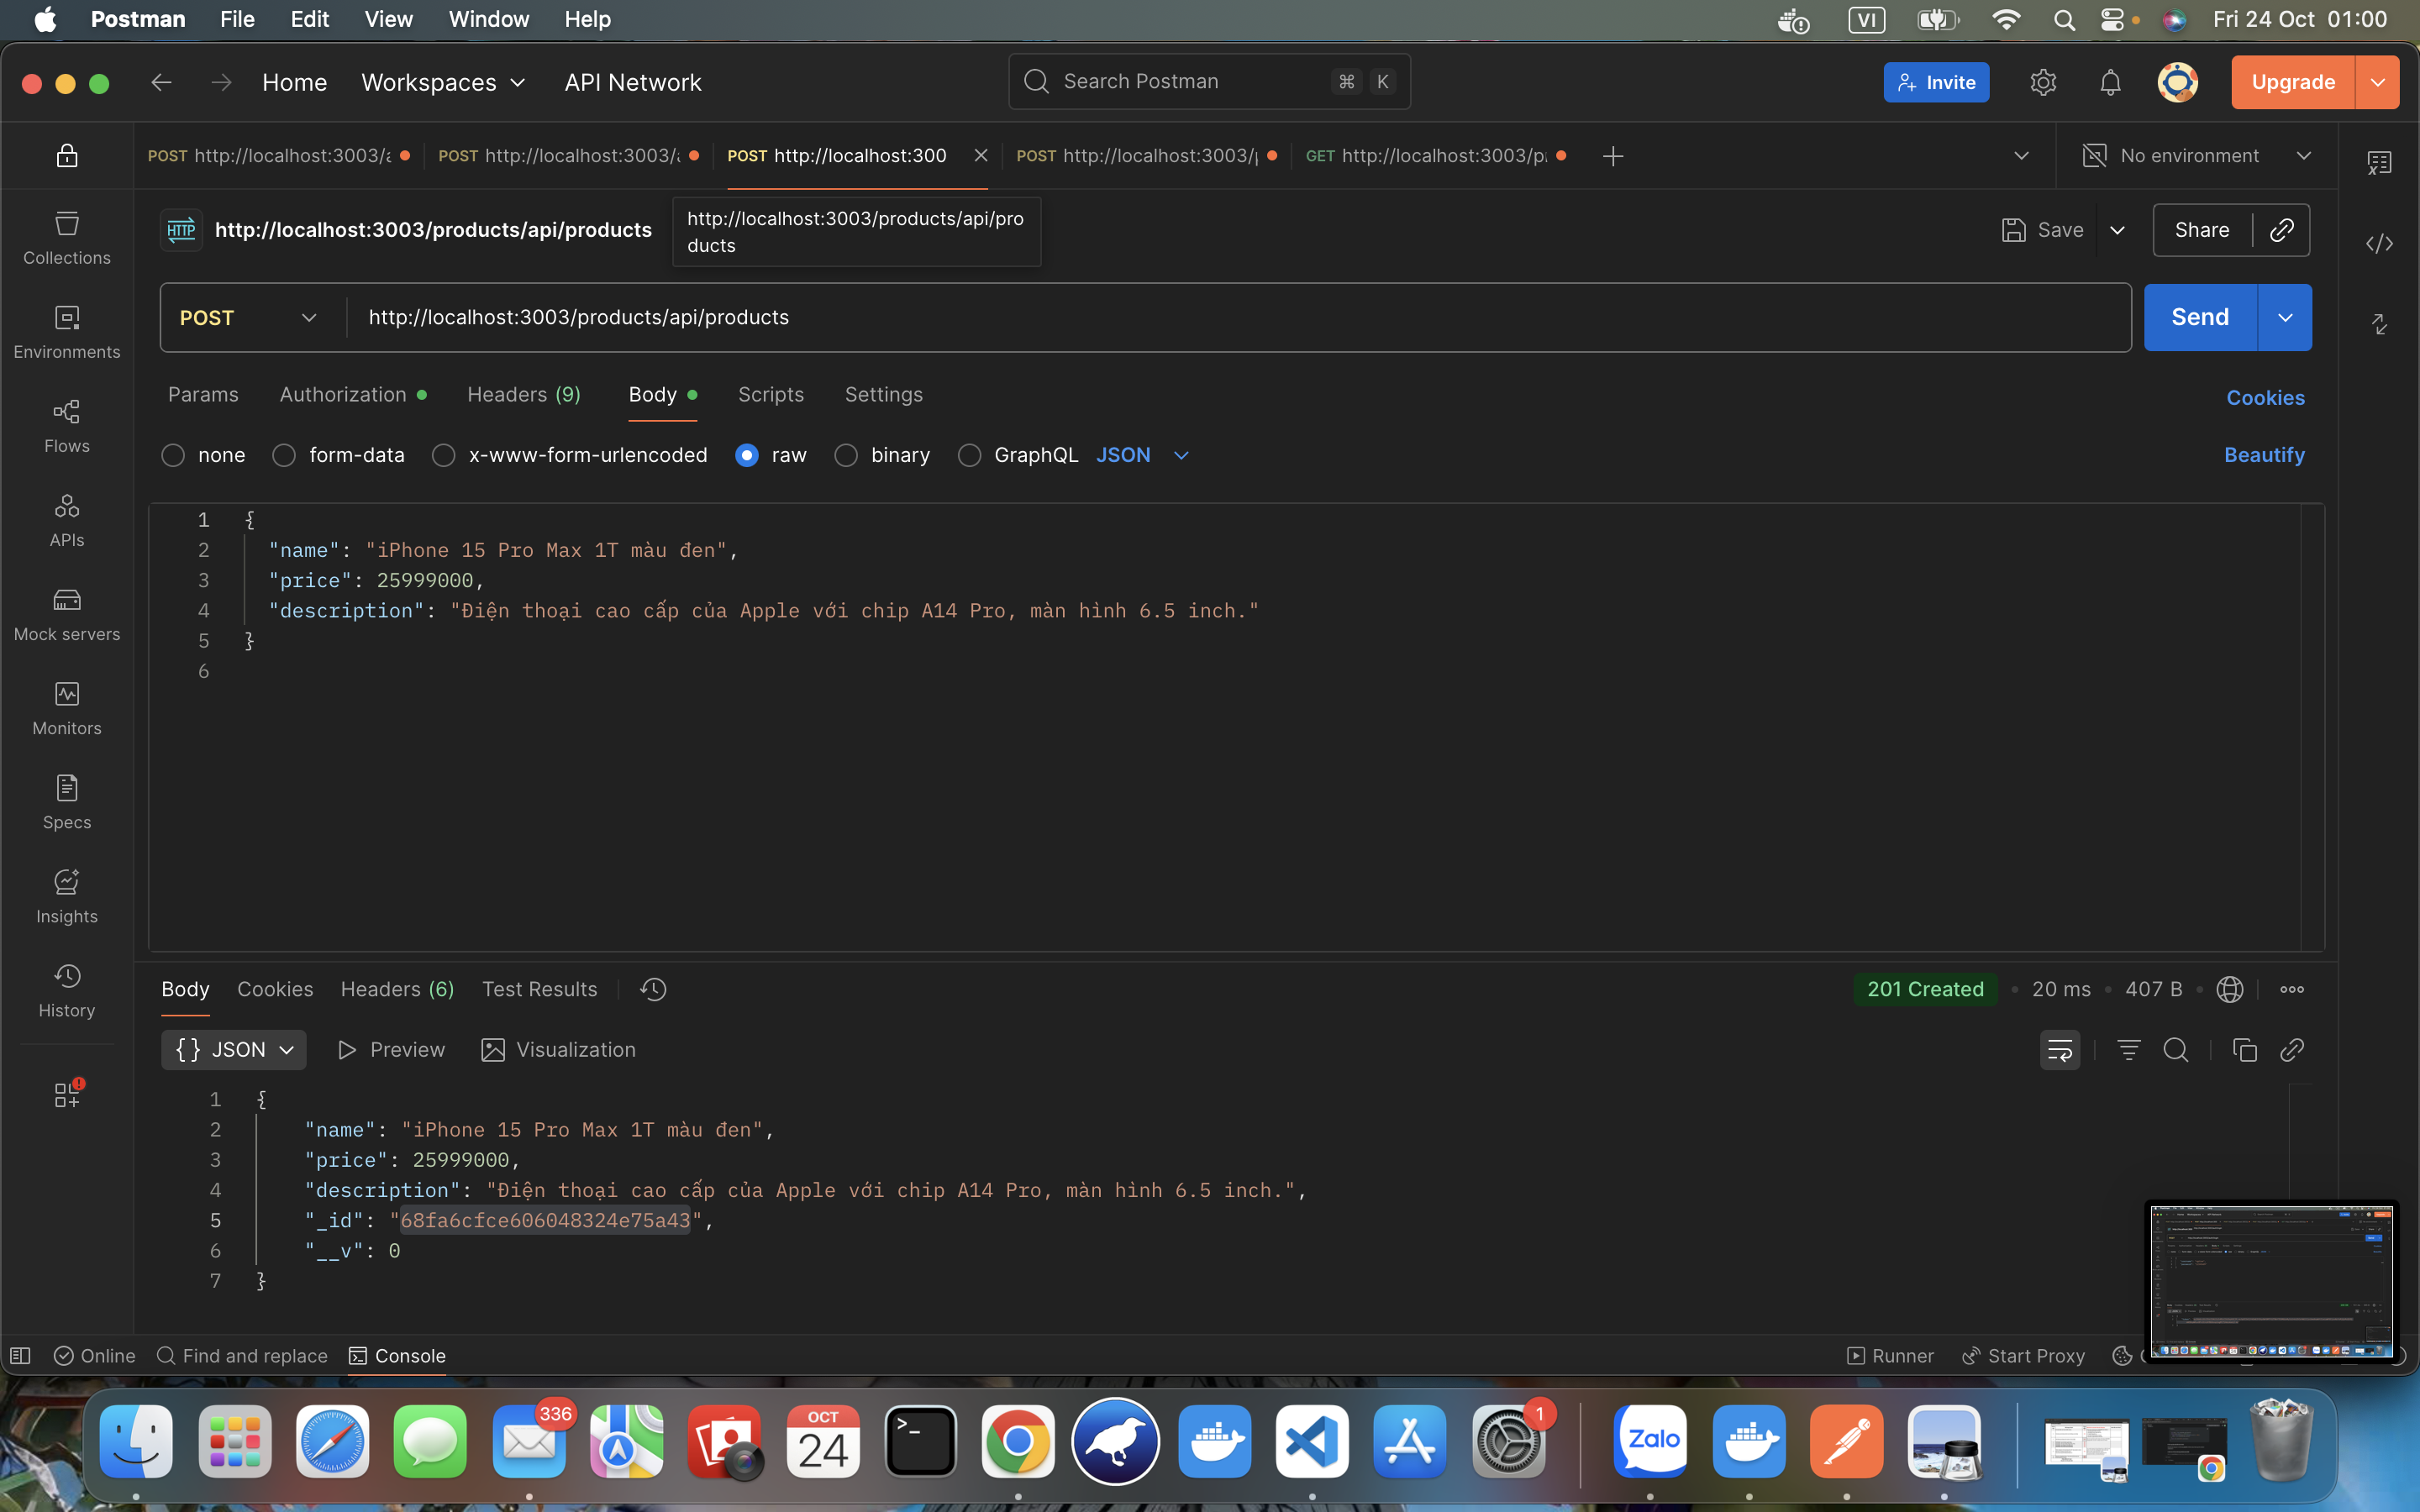 Postman File Edit View Window Help VI Fri 24 Oct 01:00
Home Workspaces API Network Search Postman ⌘ K Invite Upgrade
POST http://localhost:3003/ POST http://localhost:3003/ POST http://localhost:300 POST http://localhost:3003/ GET http://localhost:3003/p No environment
HTTP http://localhost:3003/products/api/products Save Share
http://localhost:3003/products/api/pro
ducts
POST http://localhost:3003/products/api/products Send
Params Authorization Headers (9) Body Scripts Settings Cookies
none form-data x-www-form-urlencoded raw binary GraphQL JSON Beautify
Collections
Environments
Flows
APIs
Mock servers
Monitors
Specs
Insights
History
1 {
2 "name": "iPhone 15 Pro Max 1T màu đen",
3 "price": 25999000,
4 "description": "Điện thoại cao cấp của Apple với chip A14 Pro, màn hình 6.5 inch."
5 }
6
Body Cookies Headers (6) Test Results 201 Created 20 ms 407 B
{} JSON Preview Visualization
1 {
2 "name": "iPhone 15 Pro Max 1T màu đen",
3 "price": 25999000,
4 "description": "Điện thoại cao cấp của Apple với chip A14 Pro, màn hình 6.5 inch.",
5 "_id": "68fa6cfce606048324e75a43",
6 "__v": 0
7 }
Online Find and replace Console Runner Start Proxy
336 OCT 24 1 Zalo